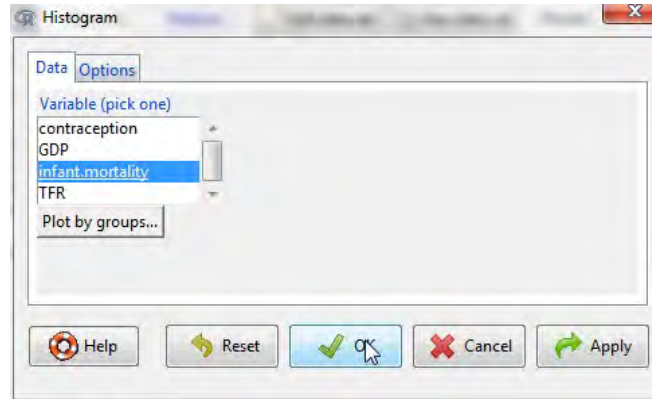 Histogram
Data Options
Variable (pick one)
contraception
GDP
infant.mortality
TFR
Plot by groups...
Help Reset OK Cancel Apply